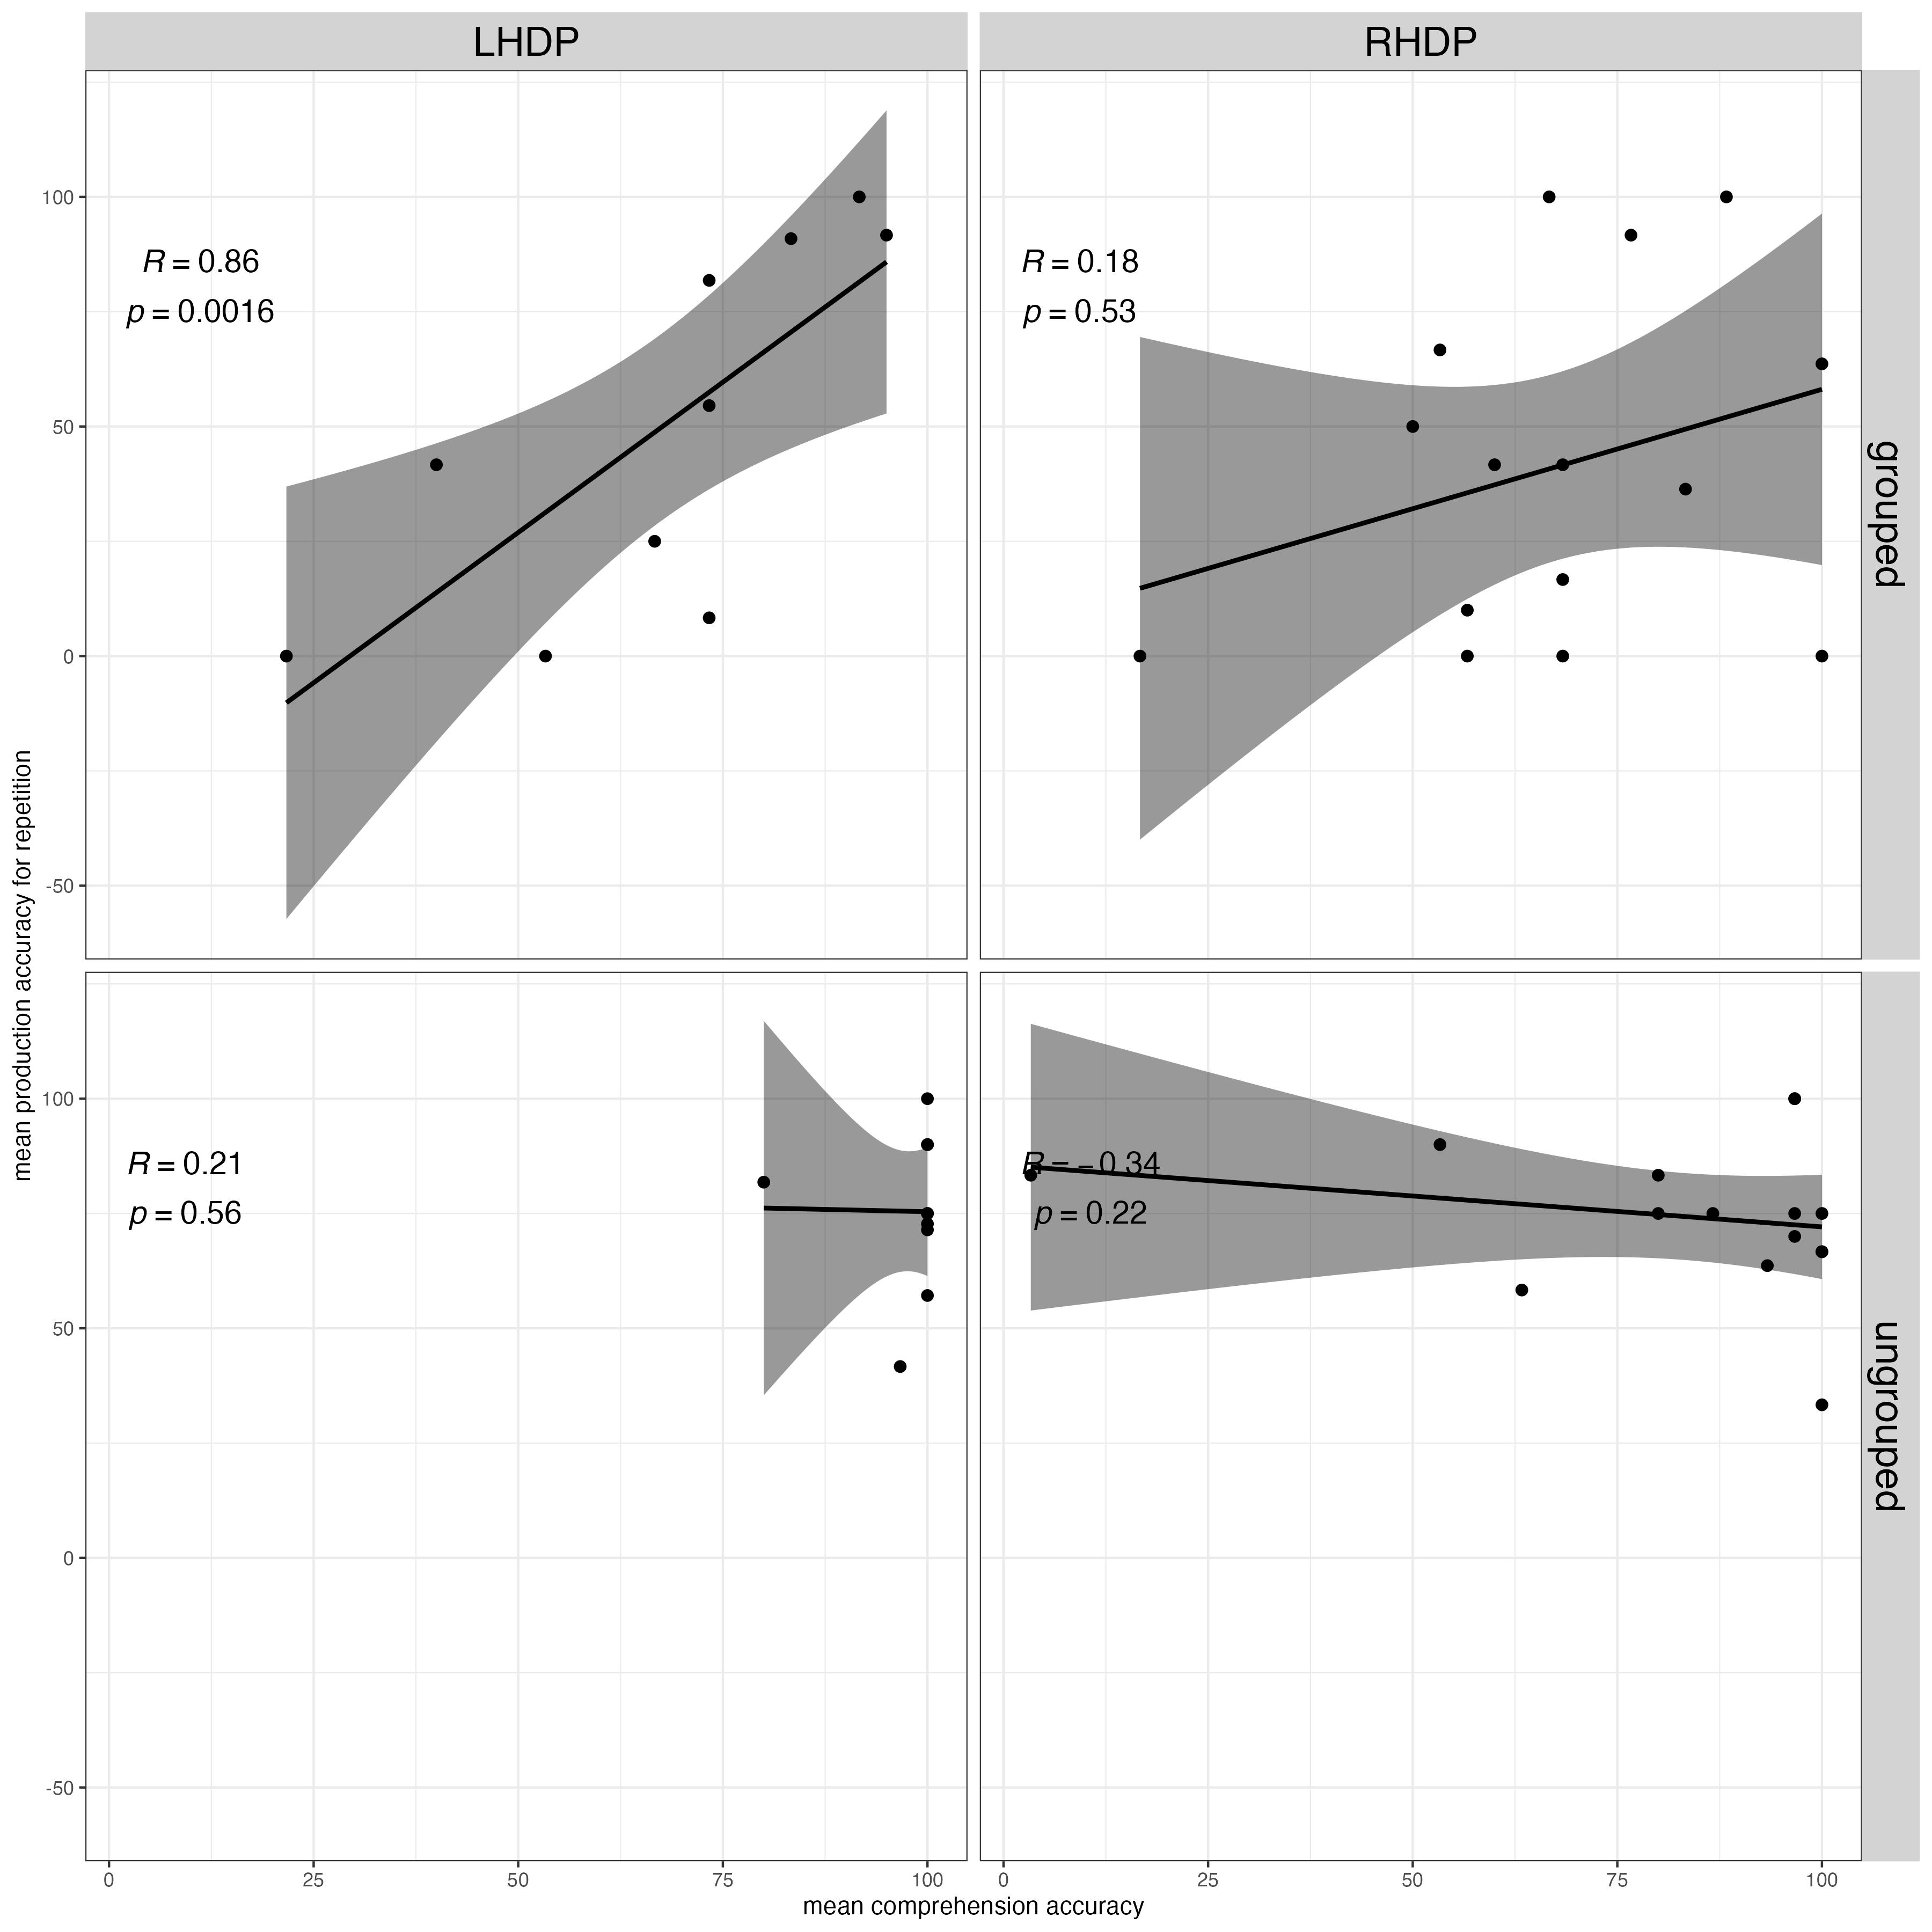 LHDP
RHDP
100
50
0
-50
R = 0.86
p = 0.0016
R = 0.18
p = 0.53
grouped
mean production accuracy for repetition
100
50
0
-50
R = 0.21
p = 0.56
R = −0.34
p = 0.22
ungrouped
0 25 50 75 100
0 25 50 75 100
mean comprehension accuracy